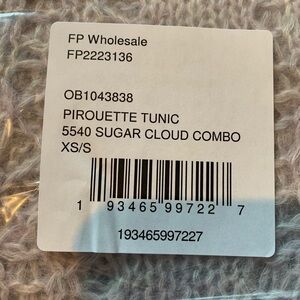 FP Wholesale
FP2223136
OB1043838
PIROUETTE TUNIC
5540 SUGAR CLOUD COMBO
XS/S
1 93465 99722 7
193465997227